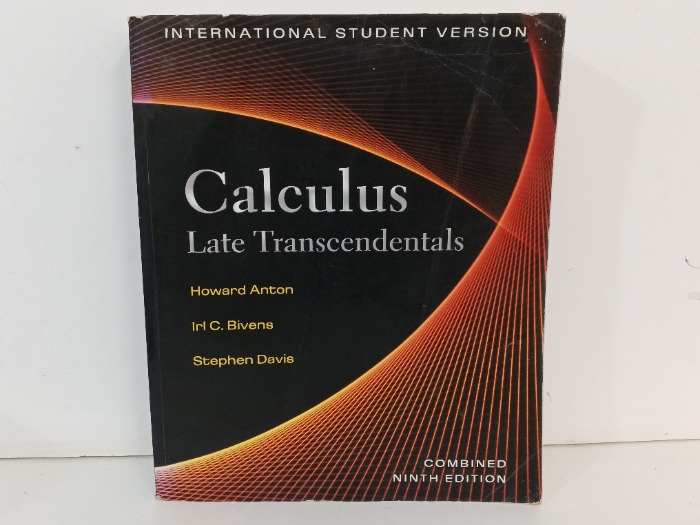 INTERNATIONAL STUDENT VERSION
Calculus
Late Transcendentals
Howard Anton
Irl C. Bivens
Stephen Davis
COMBINED
NINTH EDITION